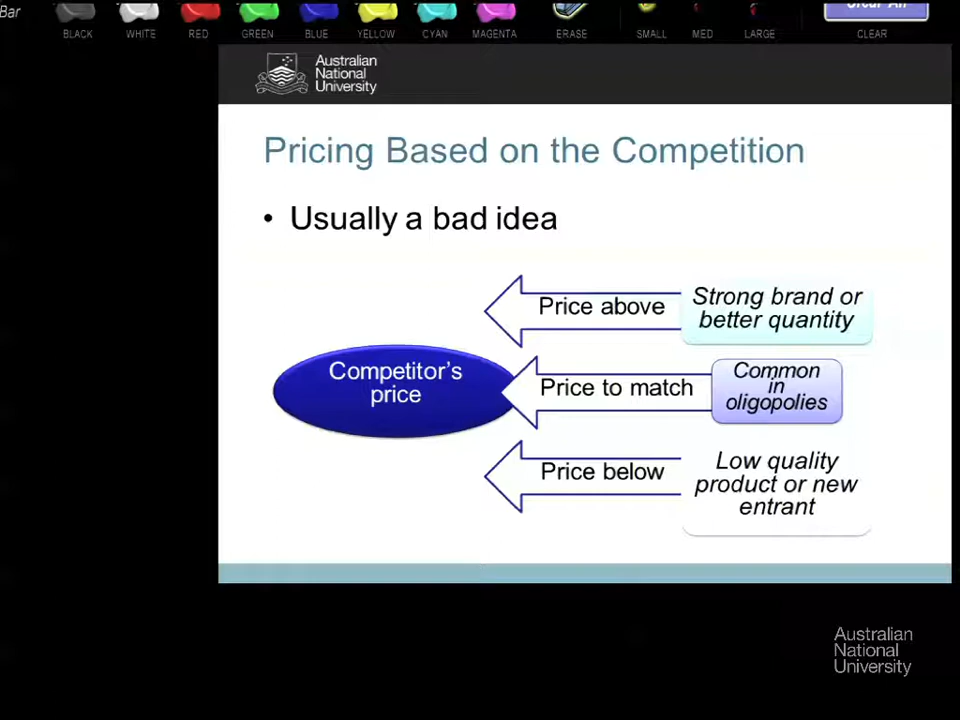 Bar
BLACK
WHITE
RED
GREEN
BLUE
YELLOW
CYAN
MAGENTA
ERASE
SMALL
MED
LARGE
CLEAR
Australian
National
University
Pricing Based on the Competition
• Usually a bad idea
Price above
Strong brand or
better quantity
Competitor's
price
Price to match
Common
in
oligopolies
Price below
Low quality
product or new
entrant
Australian
National
University